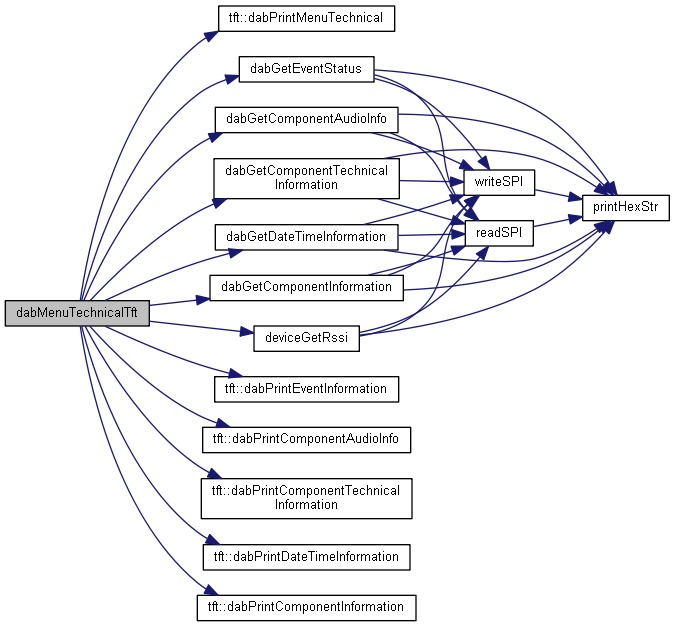 tft::dabPrintMenuTechnical
dabGetEventStatus
dabGetComponentAudioInfo
dabGetComponentTechnical
Information
writeSPI
printHexStr
readSPI
dabGetDateTimeInformation
dabGetComponentInformation
dabMenuTechnicalTft
deviceGetRssi
tft::dabPrintEventInformation
tft::dabPrintComponentAudioInfo
tft::dabPrintComponentTechnical
Information
tft::dabPrintDateTimeInformation
tft::dabPrintComponentInformation